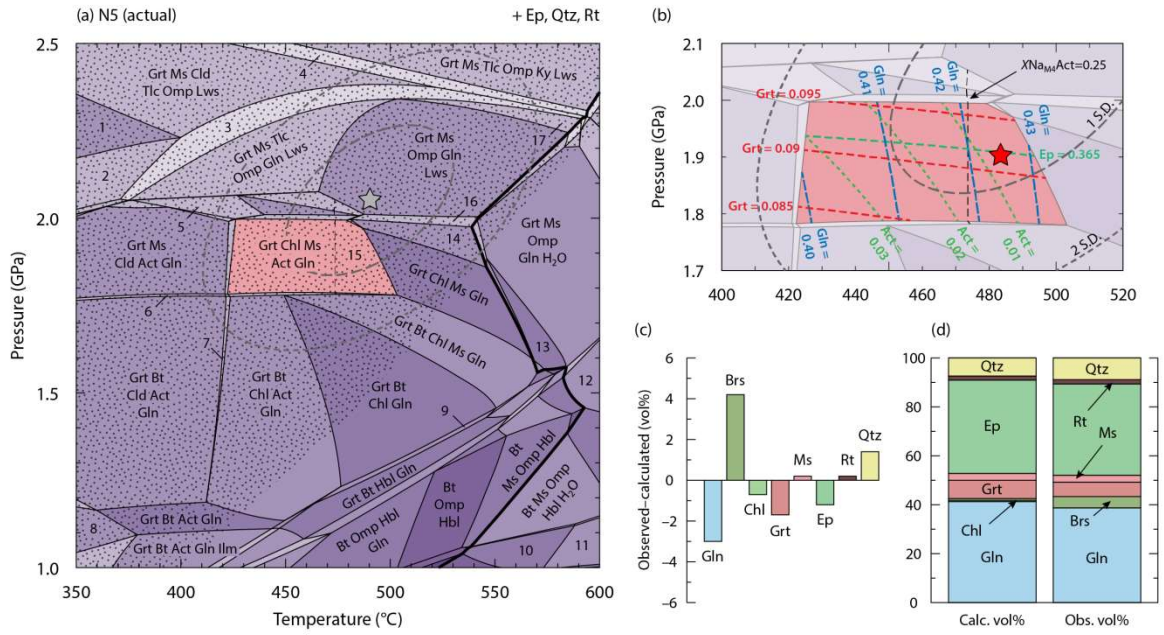 (a) N5 (actual)
+ Ep, Qtz, Rt
Pressure (GPa)
2.5
2.0
1.5
1.0
Grt Ms Cld
Tlc Omp Lws
4
Grt Ms Tlc Omp Ky Lws
1
3
2
Grt Ms Tlc
Omp Gln Lws
Grt Ms
Omp Gln
Lws
17
5
16
Grt Ms
Cld Act Gln
Grt Chl Ms
Act Gln
15
14
Grt Ms
Omp
Gln H2O
Grt Chl Ms Gln
6
7
Grt Bt Chl Ms Gln
13
12
Grt Bt
Cld Act
Gln
Grt Bt
Chl Act
Gln
Grt Bt
Chl Gln
9
Grt Bt Hbl Gln
Bt
Ms Omp Hbl
Bt
Omp
Hbl
Bt Ms Omp
Hbl H2O
8
Grt Bt Act Gln
Grt Bt Act Gln Ilm
Bt Omp Hbl
Gln
10
11
350
400
450
500
550
600
Temperature (°C)
(b)
Pressure (GPa)
2.1
2.0
1.9
1.8
1.7
Gln =
0.41
Gln =
0.42
XNaM4Act=0.25
Grt = 0.095
Gln =
0.43
1 S.D.
Grt = 0.09
Ep = 0.365
Grt = 0.085
Gln =
0.40
Act =
0.03
Act =
0.02
Act =
0.01
2 S.D.
400
420
440
460
480
500
520
(c)
Observed–calculated (vol%)
6
4
2
0
−2
−4
−6
Brs
Ms
Rt
Qtz
Gln
Chl
Grt
Ep
(d)
100
80
60
40
20
0
Qtz
Qtz
Ep
Rt
Ms
Grt
Chl
Brs
Gln
Gln
Calc. vol%
Obs. vol%